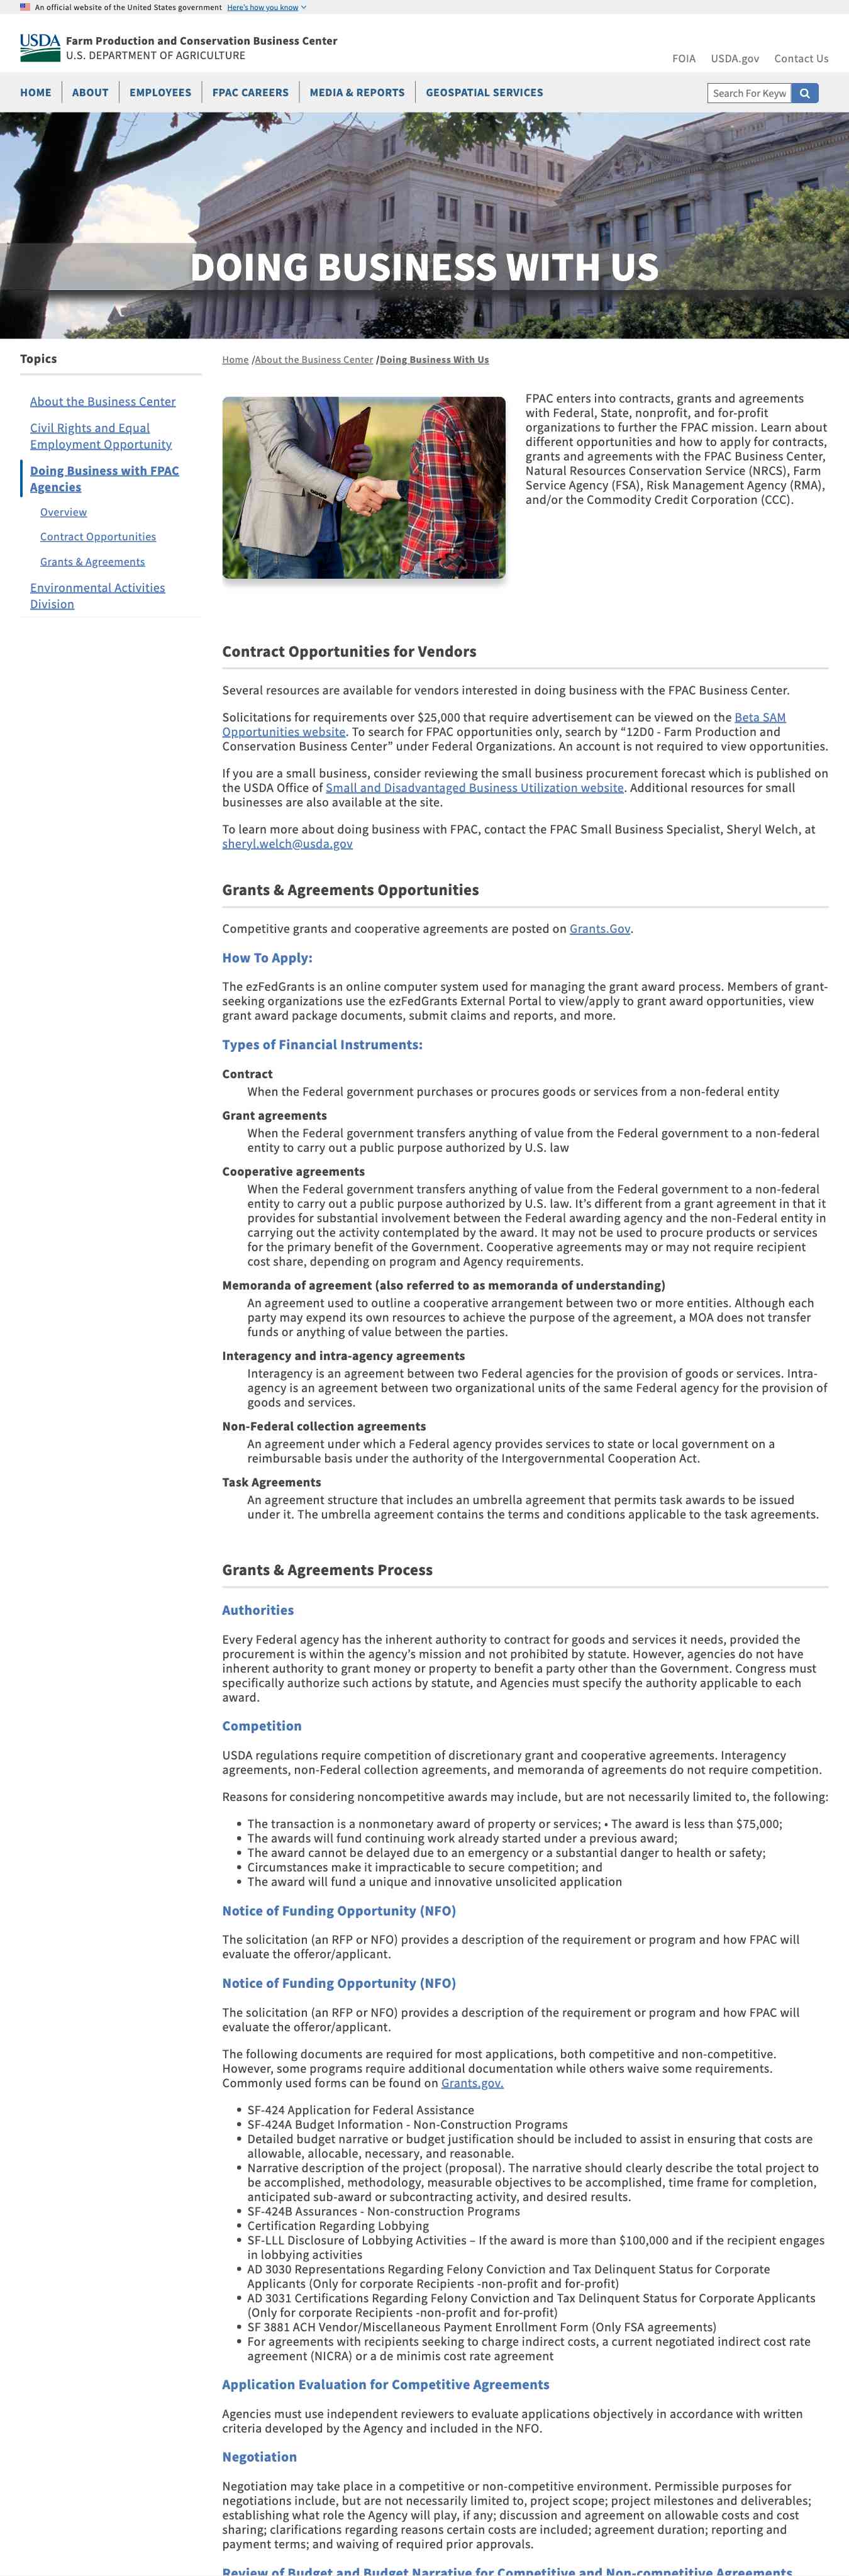 An official website of the United States government Here's how you know
USDA Farm Production and Conservation Business Center
U.S. DEPARTMENT OF AGRICULTURE
FOIA USDA.gov Contact Us
HOME ABOUT EMPLOYEES FPAC CAREERS MEDIA & REPORTS GEOSPATIAL SERVICES
Search For Keyw
DOING BUSINESS WITH US
Topics
About the Business Center
Civil Rights and Equal
Employment Opportunity
Doing Business with FPAC
Agencies
Overview
Contract Opportunities
Grants & Agreements
Environmental Activities
Division
Home /About the Business Center /Doing Business With Us
FPAC enters into contracts, grants and agreements
with Federal, State, nonprofit, and for-profit
organizations to further the FPAC mission. Learn about
different opportunities and how to apply for contracts,
grants and agreements with the FPAC Business Center,
Natural Resources Conservation Service (NRCS), Farm
Service Agency (FSA), Risk Management Agency (RMA),
and/or the Commodity Credit Corporation (CCC).
Contract Opportunities for Vendors
Several resources are available for vendors interested in doing business with the FPAC Business Center.
Solicitations for requirements over $25,000 that require advertisement can be viewed on the Beta SAM
Opportunities website. To search for FPAC opportunities only, search by “12D0 - Farm Production and
Conservation Business Center” under Federal Organizations. An account is not required to view opportunities.
If you are a small business, consider reviewing the small business procurement forecast which is published on
the USDA Office of Small and Disadvantaged Business Utilization website. Additional resources for small
businesses are also available at the site.
To learn more about doing business with FPAC, contact the FPAC Small Business Specialist, Sheryl Welch, at
sheryl.welch@usda.gov
Grants & Agreements Opportunities
Competitive grants and cooperative agreements are posted on Grants.Gov.
How To Apply:
The ezFedGrants is an online computer system used for managing the grant award process. Members of grant-
seeking organizations use the ezFedGrants External Portal to view/apply to grant award opportunities, view
grant award package documents, submit claims and reports, and more.
Types of Financial Instruments:
Contract
When the Federal government purchases or procures goods or services from a non-federal entity
Grant agreements
When the Federal government transfers anything of value from the Federal government to a non-federal
entity to carry out a public purpose authorized by U.S. law
Cooperative agreements
When the Federal government transfers anything of value from the Federal government to a non-federal
entity to carry out a public purpose authorized by U.S. law. It’s different from a grant agreement in that it
provides for substantial involvement between the Federal awarding agency and the non-Federal entity in
carrying out the activity contemplated by the award. It may not be used to procure products or services
for the primary benefit of the Government. Cooperative agreements may or may not require recipient
cost share, depending on program and Agency requirements.
Memoranda of agreement (also referred to as memoranda of understanding)
An agreement used to outline a cooperative arrangement between two or more entities. Although each
party may expend its own resources to achieve the purpose of the agreement, a MOA does not transfer
funds or anything of value between the parties.
Interagency and intra-agency agreements
Interagency is an agreement between two Federal agencies for the provision of goods or services. Intra-
agency is an agreement between two organizational units of the same Federal agency for the provision of
goods and services.
Non-Federal collection agreements
An agreement under which a Federal agency provides services to state or local government on a
reimbursable basis under the authority of the Intergovernmental Cooperation Act.
Task Agreements
An agreement structure that includes an umbrella agreement that permits task awards to be issued
under it. The umbrella agreement contains the terms and conditions applicable to the task agreements.
Grants & Agreements Process
Authorities
Every Federal agency has the inherent authority to contract for goods and services it needs, provided the
procurement is within the agency’s mission and not prohibited by statute. However, agencies do not have
inherent authority to grant money or property to benefit a party other than the Government. Congress must
specifically authorize such actions by statute, and Agencies must specify the authority applicable to each
award.
Competition
USDA regulations require competition of discretionary grant and cooperative agreements. Interagency
agreements, non-Federal collection agreements, and memoranda of agreements do not require competition.
Reasons for considering noncompetitive awards may include, but are not necessarily limited to, the following:
• The transaction is a nonmonetary award of property or services; • The award is less than $75,000;
• The awards will fund continuing work already started under a previous award;
• The award cannot be delayed due to an emergency or a substantial danger to health or safety;
• Circumstances make it impracticable to secure competition; and
• The award will fund a unique and innovative unsolicited application
Notice of Funding Opportunity (NFO)
The solicitation (an RFP or NFO) provides a description of the requirement or program and how FPAC will
evaluate the offeror/applicant.
Notice of Funding Opportunity (NFO)
The solicitation (an RFP or NFO) provides a description of the requirement or program and how FPAC will
evaluate the offeror/applicant.
The following documents are required for most applications, both competitive and non-competitive.
However, some programs require additional documentation while others waive some requirements.
Commonly used forms can be found on Grants.gov.
• SF-424 Application for Federal Assistance
• SF-424A Budget Information - Non-Construction Programs
• Detailed budget narrative or budget justification should be included to assist in ensuring that costs are
allowable, allocable, necessary, and reasonable.
• Narrative description of the project (proposal). The narrative should clearly describe the total project to
be accomplished, methodology, measurable objectives to be accomplished, time frame for completion,
anticipated sub-award or subcontracting activity, and desired results.
• SF-424B Assurances - Non-construction Programs
• Certification Regarding Lobbying
• SF-LLL Disclosure of Lobbying Activities – If the award is more than $100,000 and if the recipient engages
in lobbying activities
• AD 3030 Representations Regarding Felony Conviction and Tax Delinquent Status for Corporate
Applicants (Only for corporate Recipients -non-profit and for-profit)
• AD 3031 Certifications Regarding Felony Conviction and Tax Delinquent Status for Corporate Applicants
(Only for corporate Recipients -non-profit and for-profit)
• SF 3881 ACH Vendor/Miscellaneous Payment Enrollment Form (Only FSA agreements)
• For agreements with recipients seeking to charge indirect costs, a current negotiated indirect cost rate
agreement (NICRA) or a de minimis cost rate agreement
Application Evaluation for Competitive Agreements
Agencies must use independent reviewers to evaluate applications objectively in accordance with written
criteria developed by the Agency and included in the NFO.
Negotiation
Negotiation may take place in a competitive or non-competitive environment. Permissible purposes for
negotiations include, but are not necessarily limited to, project scope; project milestones and deliverables;
establishing what role the Agency will play, if any; discussion and agreement on allowable costs and cost
sharing; clarifications regarding reasons certain costs are included; agreement duration; reporting and
payment terms; and waiving of required prior approvals.
Review of Budget and Budget Narrative for Competitive and Non-competitive Agreements